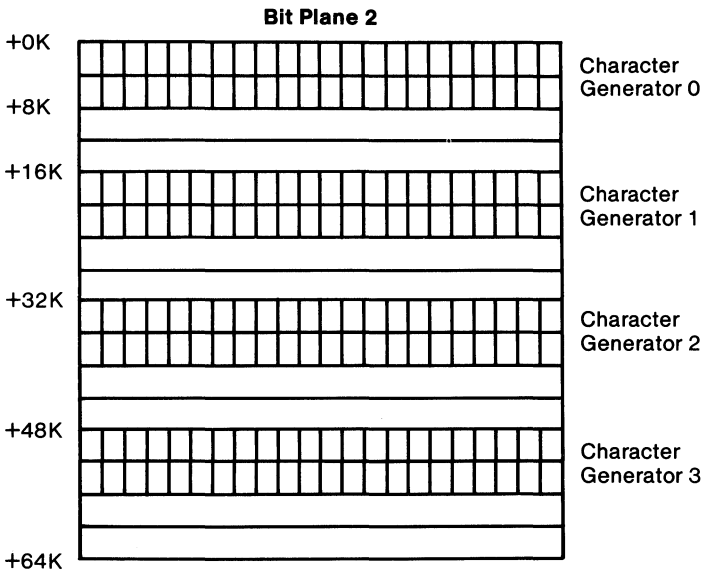 Bit Plane 2
+0K
Character
Generator 0
+8K
+16K
Character
Generator 1
+32K
Character
Generator 2
+48K
Character
Generator 3
+64K